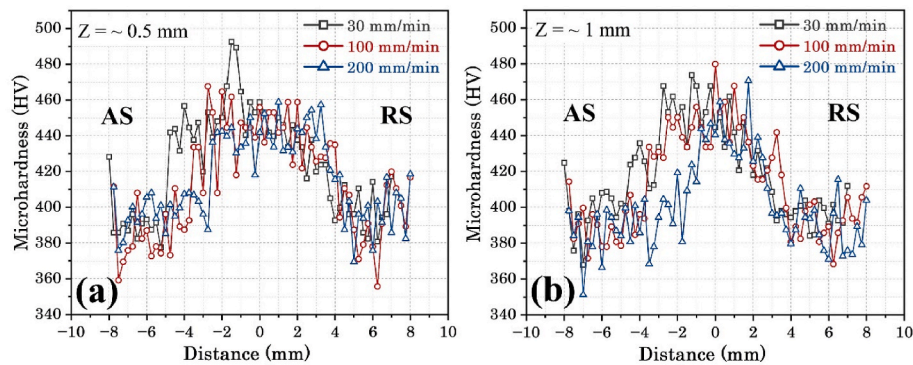 Z = ~ 0.5 mm
30 mm/min
100 mm/min
200 mm/min
AS
RS
Microhardness (HV)
500
480
460
440
420
400
380
360
340
(a)
−10 −8 −6 −4 −2 0 2 4 6 8 10
Distance (mm)
Z = ~ 1 mm
30 mm/min
100 mm/min
200 mm/min
AS
RS
Microhardness (HV)
500
480
460
440
420
400
380
360
340
(b)
−10 −8 −6 −4 −2 0 2 4 6 8 10
Distance (mm)